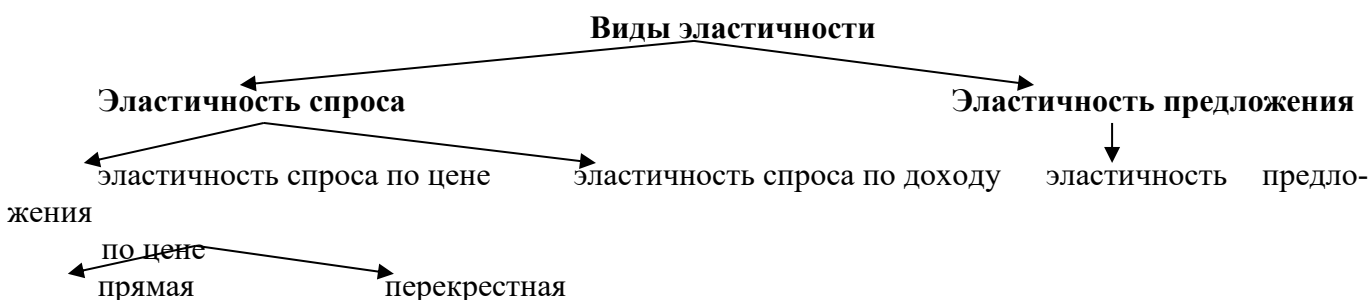 Виды эластичности
Эластичность спроса Эластичность предложения
эластичность спроса по цене эластичность спроса по доходу эластичность предло-
жения
по цене
прямая перекрестная